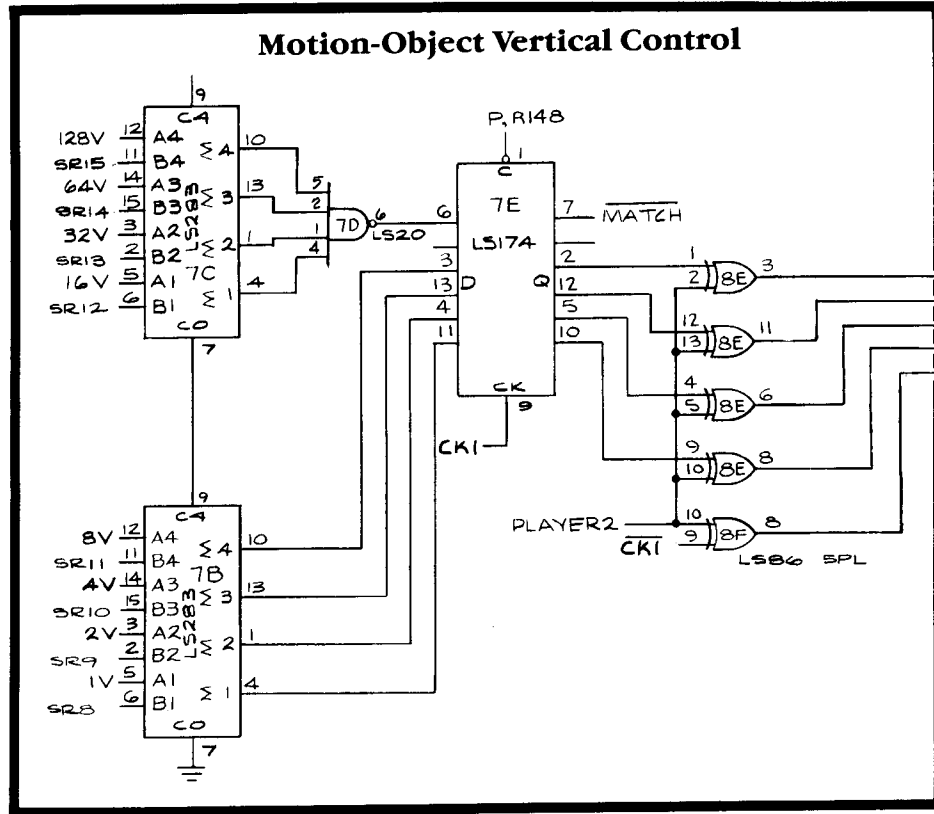 Motion-Object Vertical Control
9
C4
128V 12 A4
SR15 11 B4
64V 14 A3
SR14 15 B3
32V 3 A2
SR13 2 B2
16V 5 A1
SR12 6 B1
C0
7
LS283
7C
Σ4 10
Σ3 13
Σ2 1
Σ1 4
5
2
1
4
7D
6
LS20
P, R148
1
C
7E
LS174
6
3
13 D
4
11
7 MATCH
Q
2
12
5
10
CK
9
CK1
1
2 8E 3
12
13 8E 11
4
5 8E 6
9
10 8E 8
PLAYER2 10
CK1 9 8F 8
LS86 SPL
9
C4
8V 12 A4
SR11 11 B4
4V 14 A3
SR10 15 B3
2V 3 A2
SR9 2 B2
1V 5 A1
SR8 6 B1
C0
7
7B
LS283
Σ4 10
Σ3 13
Σ2 1
Σ1 4